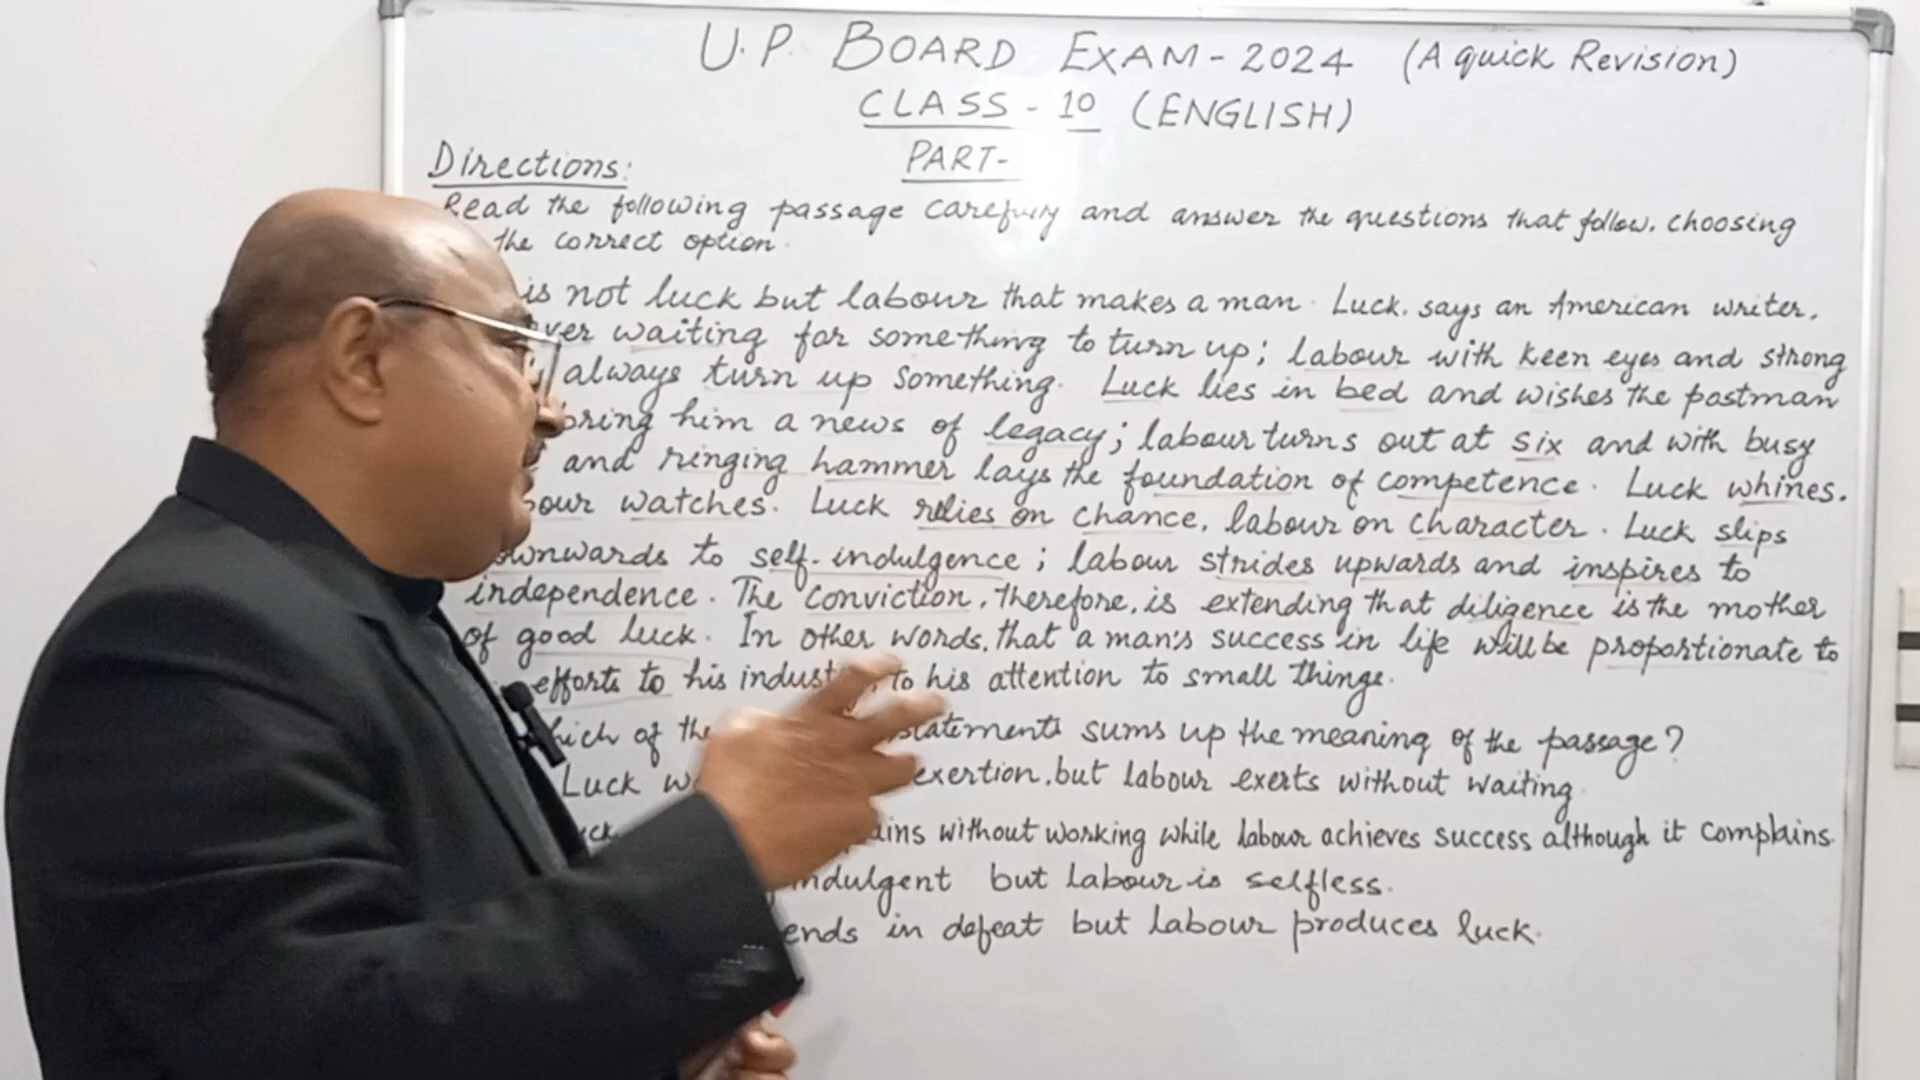 U.P. BOARD EXAM-2024 (A quick Revision)
CLASS-10 (ENGLISH)
PART-
Directions:
Read the following passage carefully and answer the questions that follow. choosing
the correct option.
is not luck but labour that makes a man. Luck, says an American writer,
waiting for something to turn up; labour with keen eyes and strong
always turn up something. Luck lies in bed and wishes the postman
bring him a news of legacy; labour turns out at six and with busy
and ringing hammer lays the foundation of competence. Luck whines.
watches. Luck relies on chance, labour on character. Luck slips
to self-indulgence; labour strides upwards and inspires to
independence. The conviction, therefore, is extending that diligence is the mother
of good luck. In other words, that a man's success in life will be proportionate to
efforts to his to his attention to small things.
of sums up the meaning of the passage?
Luck exertion, but labour exerts without waiting
without working while labour achieves success although it complains.
but Labour is selfless.
ends in defeat but Labour produces luck.